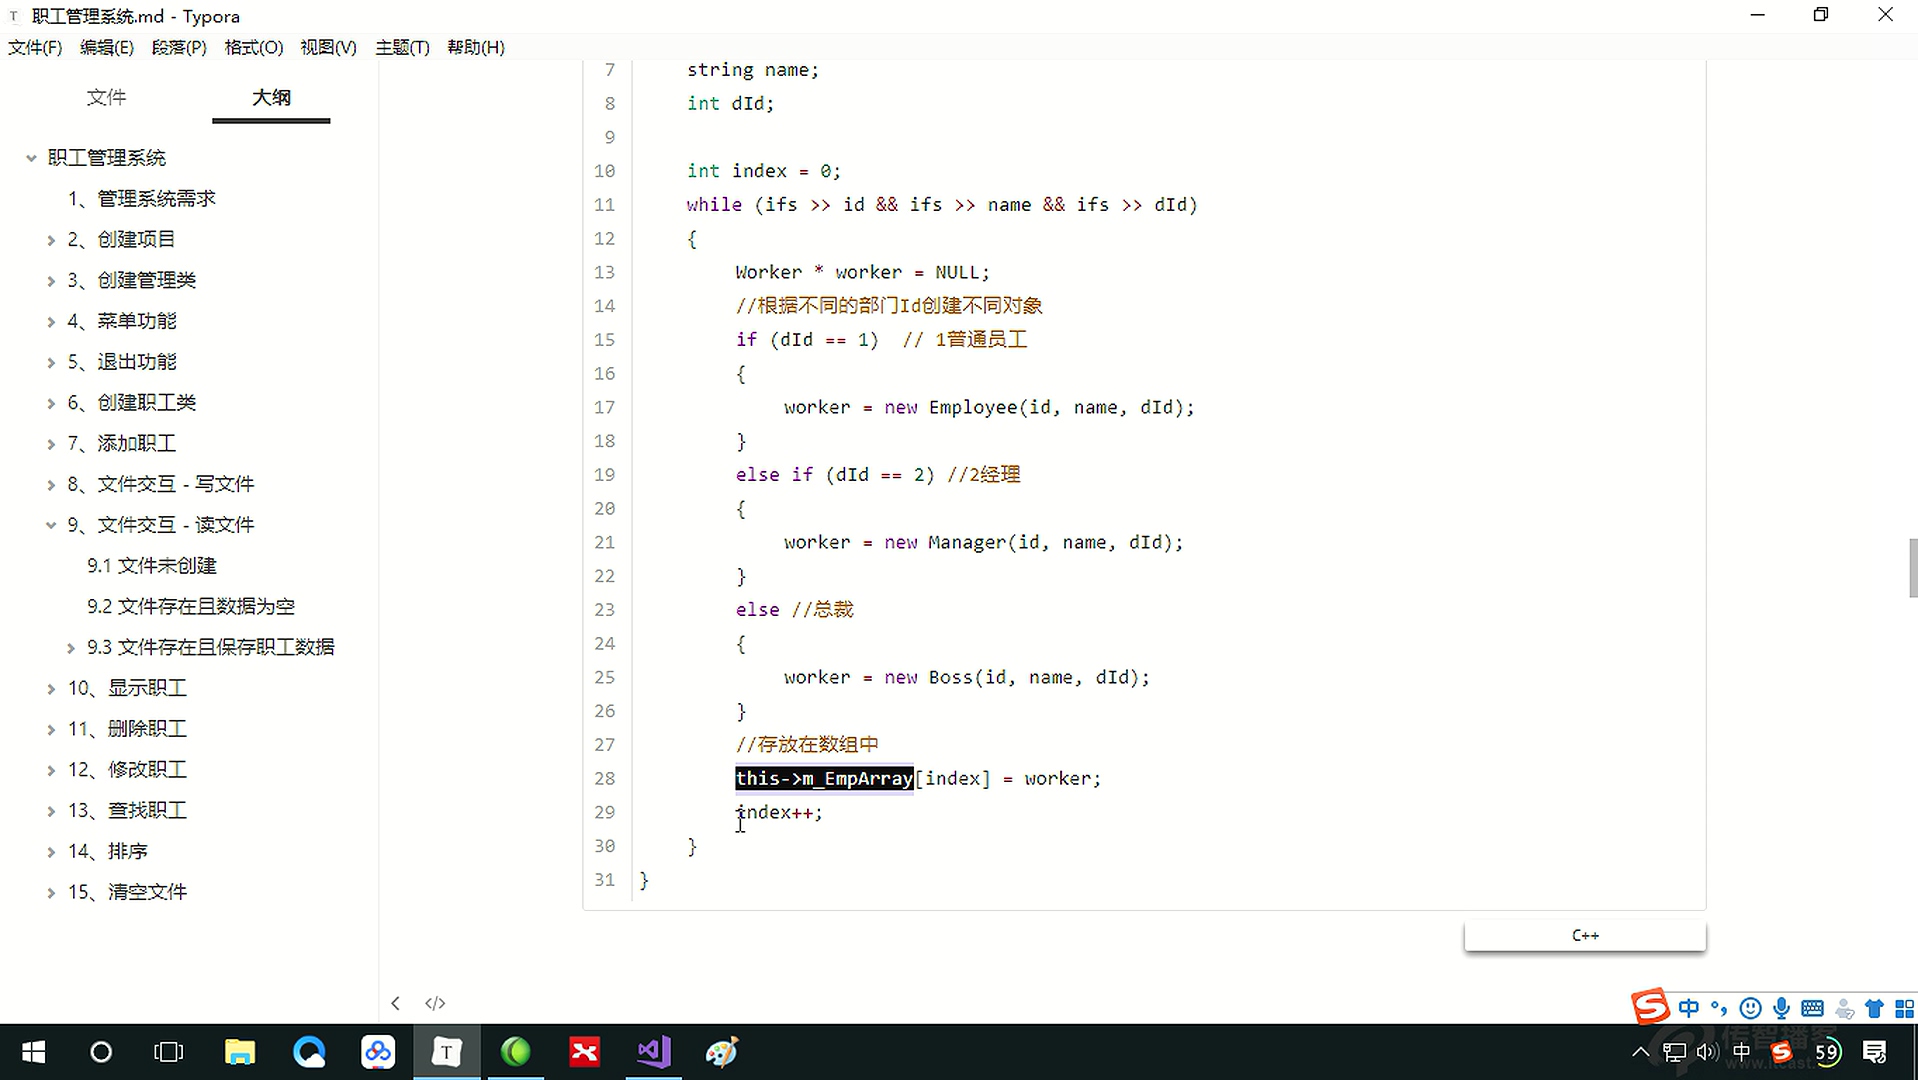 职工管理系统.md - Typora
文件(F) 编辑(E) 段落(P) 格式(O) 视图(V) 主题(T) 帮助(H)
文件 大纲
职工管理系统
1、管理系统需求
2、创建项目
3、创建管理类
4、菜单功能
5、退出功能
6、创建职工类
7、添加职工
8、文件交互 - 写文件
9、文件交互 - 读文件
9.1 文件未创建
9.2 文件存在且数据为空
9.3 文件存在且保存职工数据
10、显示职工
11、删除职工
12、修改职工
13、查找职工
14、排序
15、清空文件
7 string name;
8 int dId;
9
10 int index = 0;
11 while (ifs >> id && ifs >> name && ifs >> dId)
12 {
13 Worker * worker = NULL;
14 //根据不同的部门Id创建不同对象
15 if (dId == 1) // 1普通员工
16 {
17 worker = new Employee(id, name, dId);
18 }
19 else if (dId == 2) //2经理
20 {
21 worker = new Manager(id, name, dId);
22 }
23 else //总裁
24 {
25 worker = new Boss(id, name, dId);
26 }
27 //存放在数组中
28 this->m_EmpArray[index] = worker;
29 index++;
30 }
31 }
C++
中
传智播客
中 59